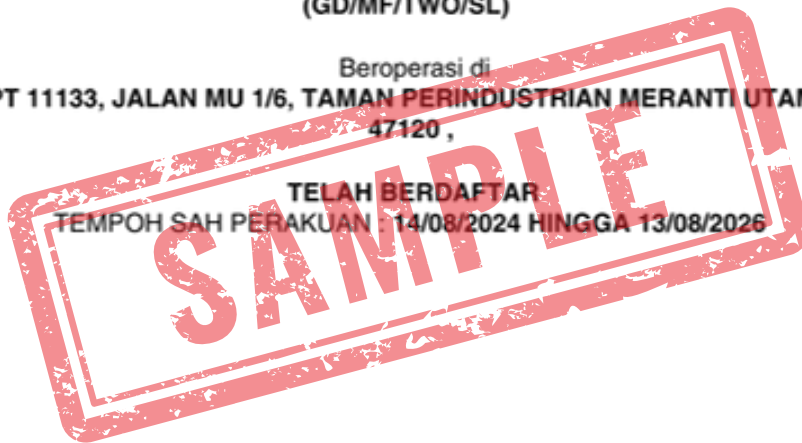 (GD/MF/TWO/SL)
Beroperasi di
PT 11133, JALAN MU 1/6, TAMAN PERINDUSTRIAN MERANTI
47120 ,
TELAH BERDAFTAR
TEMPOH SAH PERAKUAN : 14/08/2024 HINGGA 13/08/2026
SAMPLE